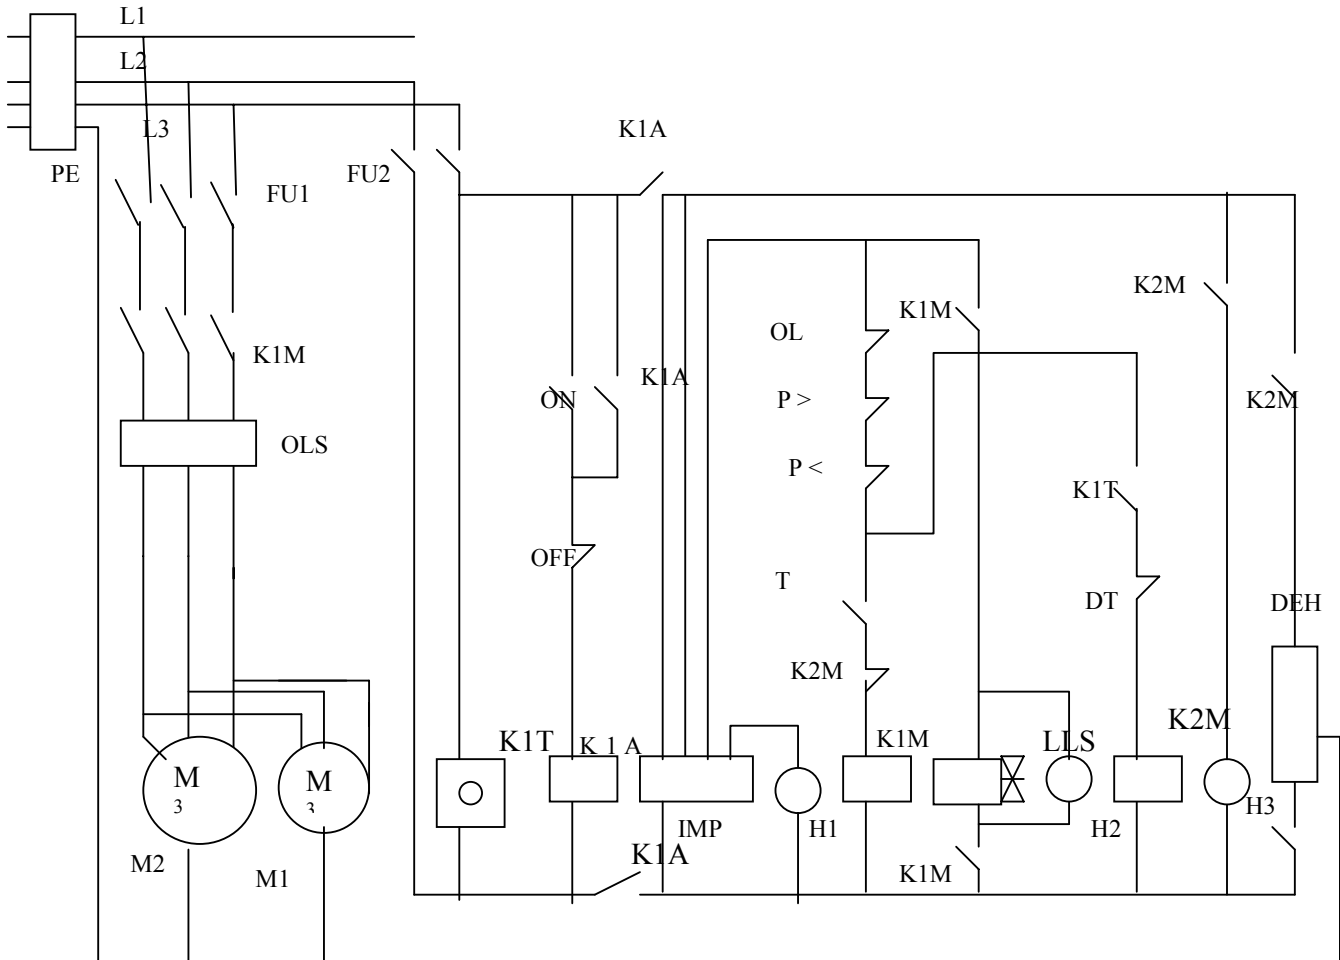 L1
L2
L3
K1A
PE
FU1
FU2
K2M
K1M
OL
K1M
K1A
ON
P >
K2M
OLS
P <
K1T
OFF
T
DT
DEH
K2M
K2M
K1T
K 1 A
K1M
LLS
M
3
M
3
IMP
H1
H2
H3
K1A
M2
M1
K1M